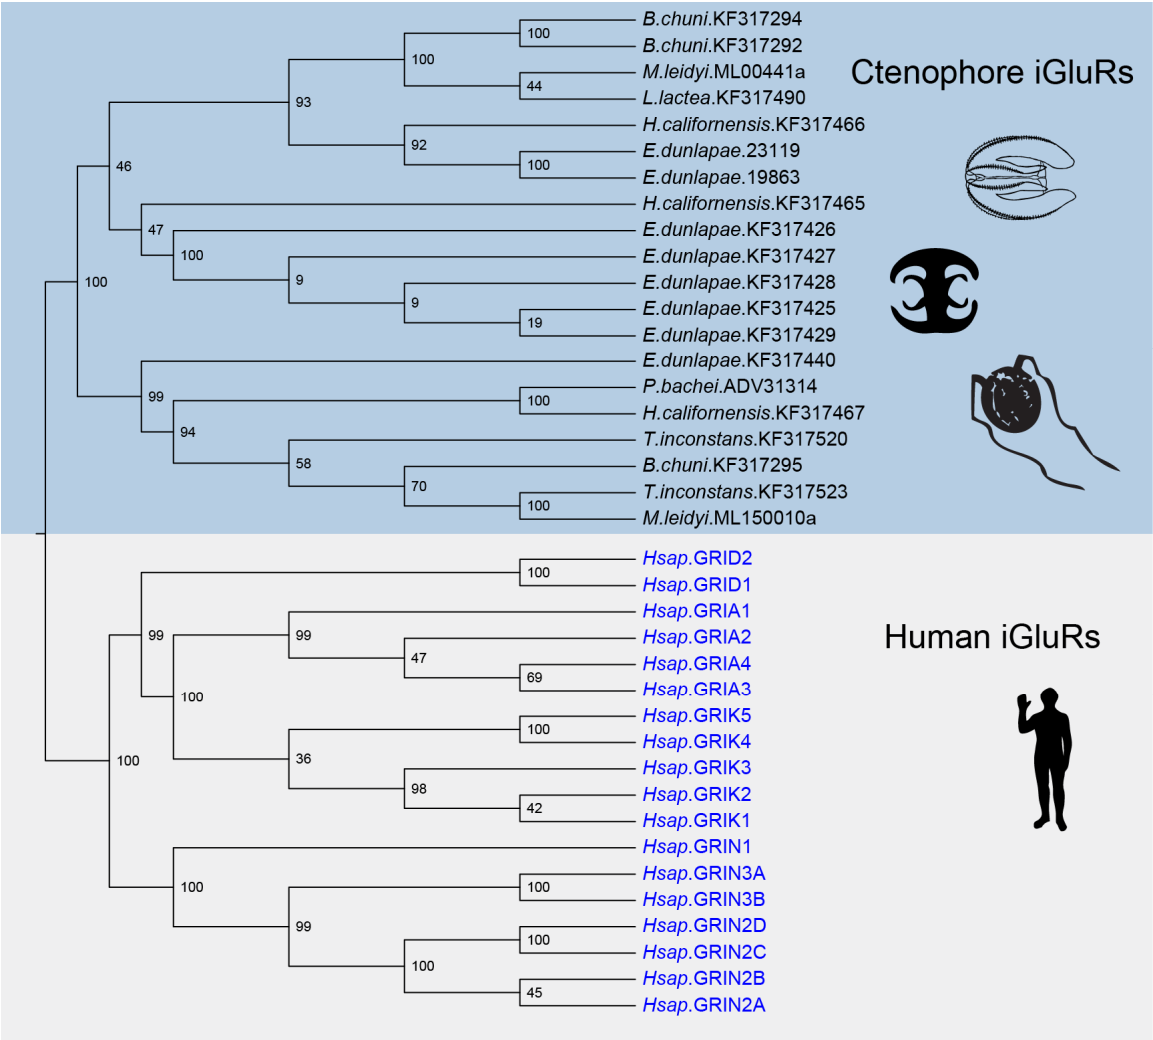 B.chuni.KF317294
100
B.chuni.KF317292
100
M.leidyi.ML00441a
Ctenophore iGluRs
44
L.lactea.KF317490
93
H.californensis.KF317466
92
E.dunlapae.23119
100
46
E.dunlapae.19863
H.californensis.KF317465
47
E.dunlapae.KF317426
100
E.dunlapae.KF317427
100
9
E.dunlapae.KF317428
9
E.dunlapae.KF317425
19
E.dunlapae.KF317429
E.dunlapae.KF317440
99
P.bachei.ADV31314
100
H.californensis.KF317467
94
T.inconstans.KF317520
58
B.chuni.KF317295
70
T.inconstans.KF317523
100
M.leidyi.ML150010a
Hsap.GRID2
100
Hsap.GRID1
Hsap.GRIA1
99
99
Human iGluRs
Hsap.GRIA2
47
Hsap.GRIA4
69
Hsap.GRIA3
100
Hsap.GRIK5
100
Hsap.GRIK4
36
100
Hsap.GRIK3
98
Hsap.GRIK2
42
Hsap.GRIK1
Hsap.GRIN1
100
Hsap.GRIN3A
100
Hsap.GRIN3B
99
Hsap.GRIN2D
100
Hsap.GRIN2C
100
Hsap.GRIN2B
45
Hsap.GRIN2A